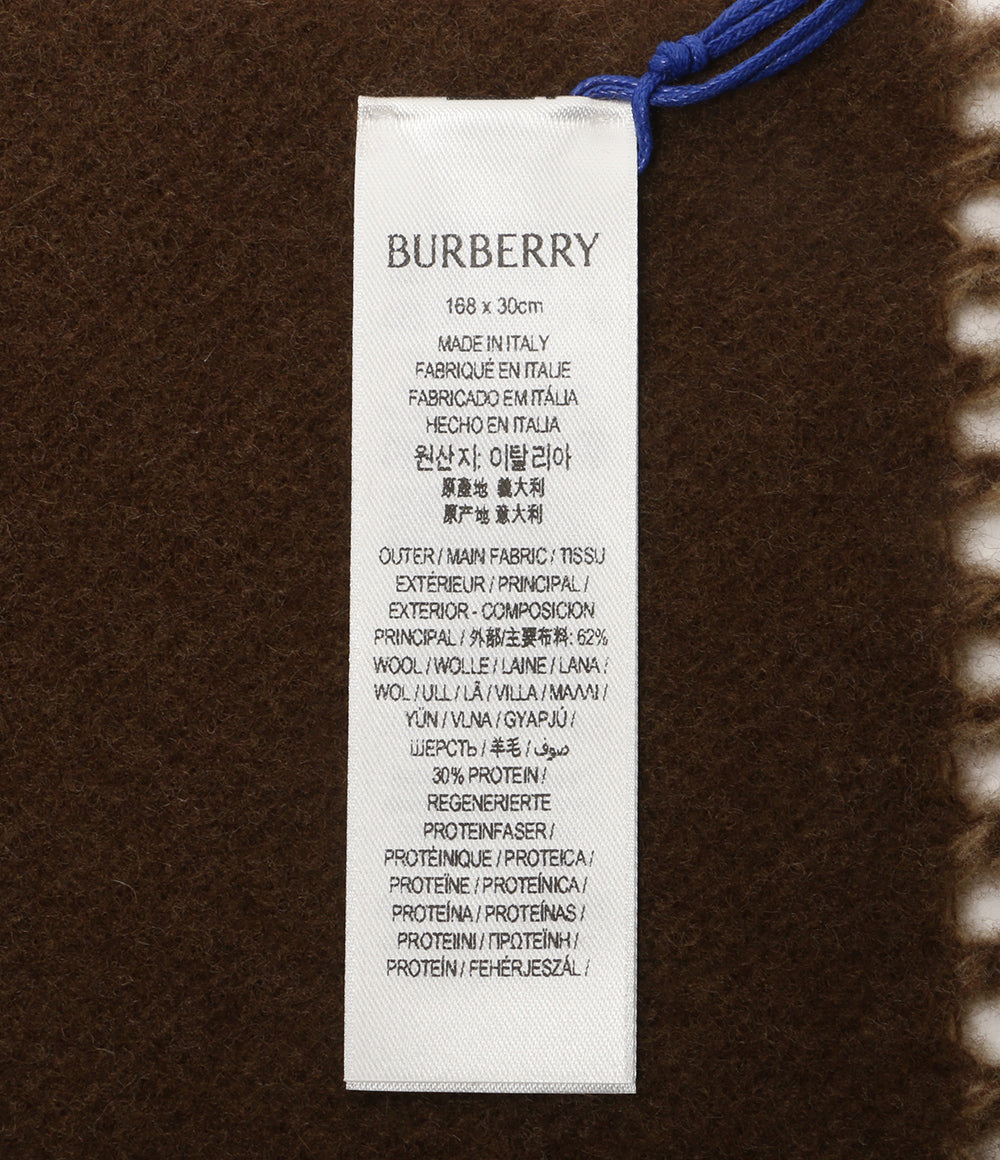 BURBERRY
168 x 30cm
MADE IN ITALY
FABRIQUÉ EN ITALIE
FABRICADO EM ITÁLIA
HECHO EN ITALIA
원산지: 이탈리아
原產地 義大利
原产地 意大利
OUTER / MAIN FABRIC / TISSU
EXTÉRIEUR / PRINCIPAL /
EXTERIOR - COMPOSICION
PRINCIPAL / 外部/主要布料: 62%
WOOL / WOLLE / LAINE / LANA /
WOL / ULL / LÃ / VILLA / ΜΑΛΛΙ /
YÜN / VLNA / GYAPJÚ /
ШЕРСТЬ / 羊毛 / صوف
30% PROTEIN /
REGENERIERTE
PROTEINFASER /
PROTÉINIQUE / PROTEICA /
PROTEÏNE / PROTEÍNICA /
PROTEÍNA / PROTEÍNAS /
PROTEIINI / ΠΡΩΤΕΪΝΗ /
PROTEÍN / FEHÉRJESZÁL /